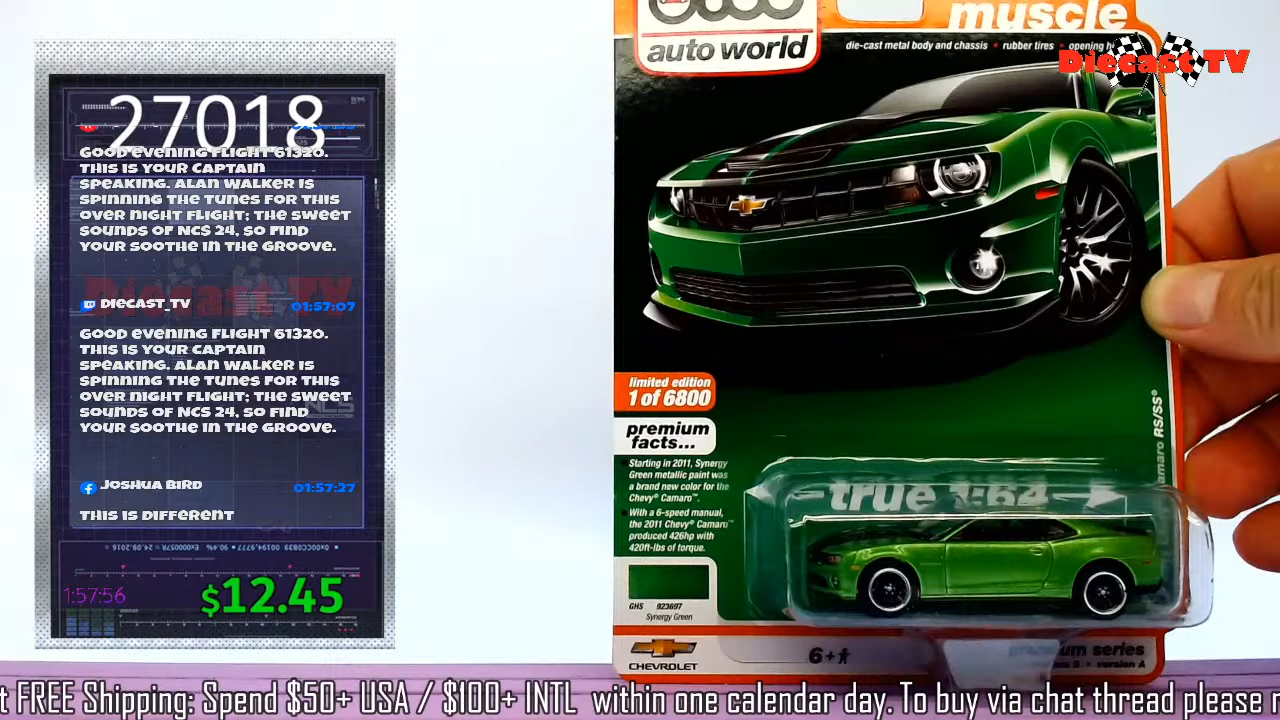 27018
GOOD EVENING FLIGHT 61320.
THIS IS YOUR CAPTAIN
SPEAKING. ALAN WALKER IS
SPINNING THE TUNES FOR THIS
OVERNIGHT FLIGHT; THE SWEET
SOUNDS OF NCS 24, SO FIND
YOUR SOOTHE IN THE GROOVE.
DIECAST_TV 01:57:07
GOOD EVENING FLIGHT 61320.
THIS IS YOUR CAPTAIN
SPEAKING. ALAN WALKER IS
SPINNING THE TUNES FOR THIS
OVERNIGHT FLIGHT; THE SWEET
SOUNDS OF NCS 24, SO FIND
YOUR SOOTHE IN THE GROOVE.
JOSHUA BIRD 01:57:27
THIS IS DIFFERENT
1:57:56
$12.45
muscle
auto world
die-cast metal body and chassis • rubber tires • opening
Diecast TV
limited edition
1 of 6800
premium
facts...
Starting in 2011, Synergy
Green metallic paint was
a brand new color for the
Chevy® Camaro™.
• With a 6-speed manual,
the 2011 Chevy® Camaro™
produced 426hp with
420ft-lbs of torque.
GHS 923697
Synergy Green
CHEVROLET
amaro RS/SS®
true 1:64
6+
um series
version A
t FREE Shipping: Spend $50+ USA / $100+ INTL within one calendar day. To buy via chat thread please